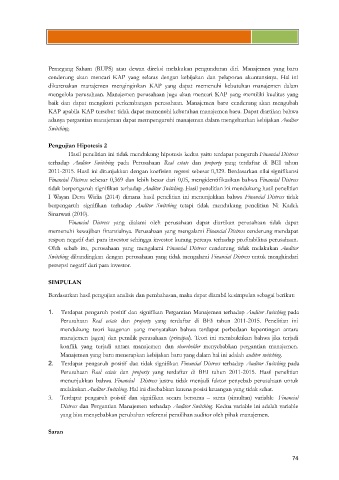 Pemegang Saham (RUPS) atau dewan direksi melakukan pengunduran diri. Manajemen yang baru
cenderung akan mencari KAP yang selaras dengan kebijakan dan pelaporan akuntansinya. Hal ini
dikarenakan manajemen menginginkan KAP yang dapat memenuhi kebutuhan manajemen dalam
mengelola perusahaan. Manajemen perusahaan juga akan mencari KAP yang memiliki kualitas yang
baik dan dapat mengikuti perkembangan perusahaan. Manajemen baru cenderung akan mengubah
KAP apabila KAP tersebut tidak dapat memenuhi kebutuhan manajemen baru. Dapat diartikan bahwa
adanya pergantian manajeman dapat mempengaruhi manajemen dalam mengeluarkan kebijakan Auditor
Switching.
Pengujian Hipotesis 2
Hasil penelitian ini tidak mendukung hipotesis kedua yaitu terdapat pengaruh Financial Distress
terhadap Auditor Switching pada Perusahaan Real estate dan property yang terdaftar di BEI tahun
2011-2015. Hasil ini ditunjukkan dengan koefisien regresi sebesar 0,329. Berdasarkan nilai signifikansi
Financial Distress sebesar 0,569 dan lebih besar dari 0,05, mengidentifikasikan bahwa Financial Distress
tidak berpengaruh signifikan terhadap Auditor Switching. Hasil penelitian ini mendukung hasil penelitian
I Wayan Deva Widia (2014) dimana hasil penelitian ini menunjukkan bahwa Financial Distress tidak
berpengaruh signifikan terhadap Auditor Switching tetapi tidak mendukung penelitian Ni Kadek
Sinarwati (2010).
Financial Distress yang dialami oleh perusahaan dapat diartikan perusahaan tidak dapat
memenuhi kewajiban finansialnya. Perusahaan yang mengalami Financial Distress cenderung mendapat
respon negatif dari para investor sehingga investor kurang percaya terhadap profitabilitas perusahaan.
Oleh sebab itu, perusahaan yang mengalami Financial Distress cenderung tidak melakukan Auditor
Switching dibandingkan dengan perusahaan yang tidak mengalami Financial Distress untuk menghindari
persepsi negatif dari para investor.
SIMPULAN
Berdasarkan hasil pengujian analisis dan pembahasan, maka dapat diambil kesimpulan sebagai berikut:
1. Terdapat pengaruh positif dan signifikan Pergantian Manajemen terhadap Auditor Switching pada
Perusahaan Real estate dan property yang terdaftar di BEI tahun 2011-2015. Penelitian ini
mendukung teori keagenan yang menyatakan bahwa terdapat perbedaan kepentingan antara
manajemen (agen) dan pemilik perusahaan (principal). Teori ini membuktikan bahwa jika terjadi
konflik yang terjadi antara manajemen dan shareholder menyebabkan pergantian manajemen.
Manajemen yang baru menerapkan kebijakan baru yang dalam hal ini adalah auditor switching.
2. Terdapat pengaruh positif dan tidak signifikan Financial Distress terhadap Auditor Switching pada
Perusahaan Real estate dan property yang terdaftar di BEI tahun 2011-2015. Hasil penelitian
menunjukkan bahwa Financial Distress justru tidak menjadi faktor penyebab perusahaan untuk
melakukan Auditor Switching. Hal ini disebabkan karena posisi keuangan yang tidak sehat.
3. Terdapat pengaruh positif dan signifikan secara bersama – sama (simultan) variable Financial
Distress dan Pergantian Manajemen terhadap Auditor Switching. Kedua variable ini adalah variable
yang bisa menyebabkan perubahan referensi pemilihan auditor oleh pihak manajemen.
Saran
74